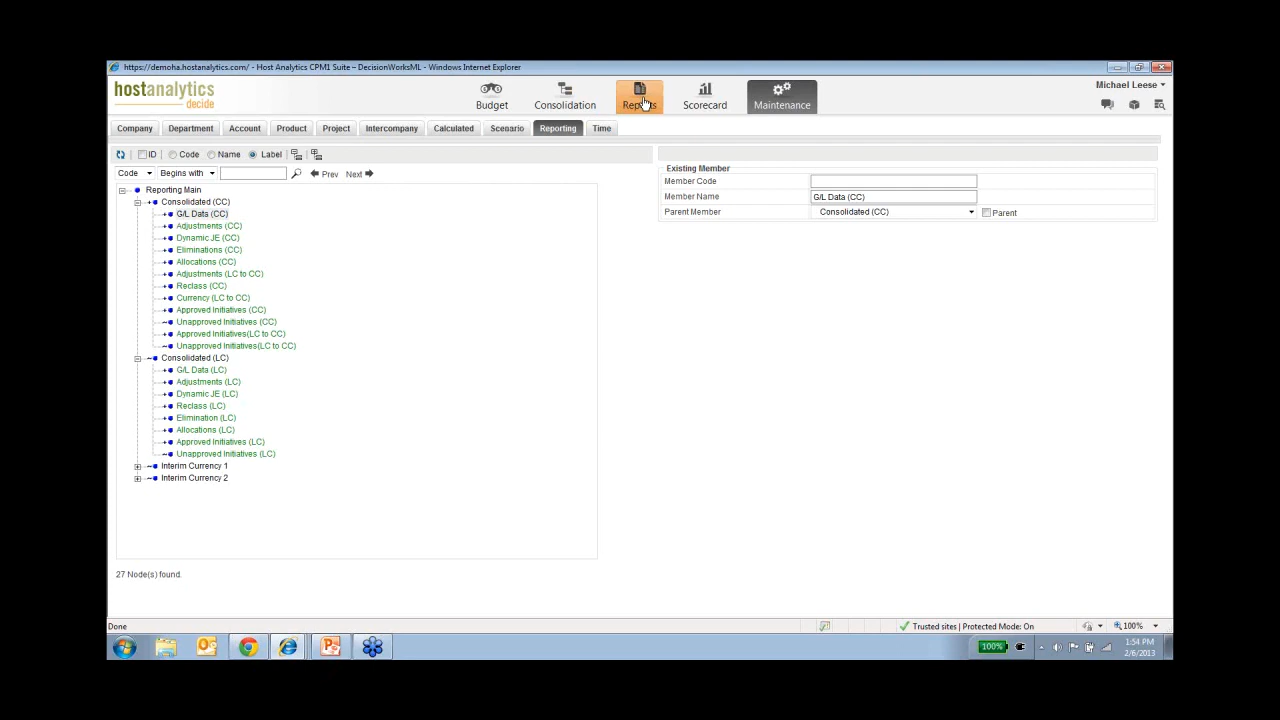 https://demoha.hostanalytics.com/ - Host Analytics CPM1 Suite – DecisionWorksML - Windows Internet Explorer
hostanalytics
decide
Budget
Consolidation
Reports
Scorecard
Maintenance
Michael Leese
Company
Department
Account
Product
Project
Intercompany
Calculated
Scenario
Reporting
Time
ID
Code
Name
Label
Code
Begins with
Prev
Next
Reporting Main
Consolidated (CC)
G/L Data (CC)
Adjustments (CC)
Dynamic JE (CC)
Eliminations (CC)
Allocations (CC)
Adjustments (LC to CC)
Reclass (CC)
Currency (LC to CC)
Approved Initiatives (CC)
Unapproved Initiatives (CC)
Approved Initiatives(LC to CC)
Unapproved Initiatives(LC to CC)
Consolidated (LC)
G/L Data (LC)
Adjustments (LC)
Dynamic JE (LC)
Reclass (LC)
Elimination (LC)
Allocations (LC)
Approved Initiatives (LC)
Unapproved Initiatives (LC)
Interim Currency 1
Interim Currency 2
27 Node(s) found.
Existing Member
Member Code
Member Name
G/L Data (CC)
Parent Member
Consolidated (CC)
Parent
Done
Trusted sites | Protected Mode: On
100%
100%
1:54 PM
2/6/2013